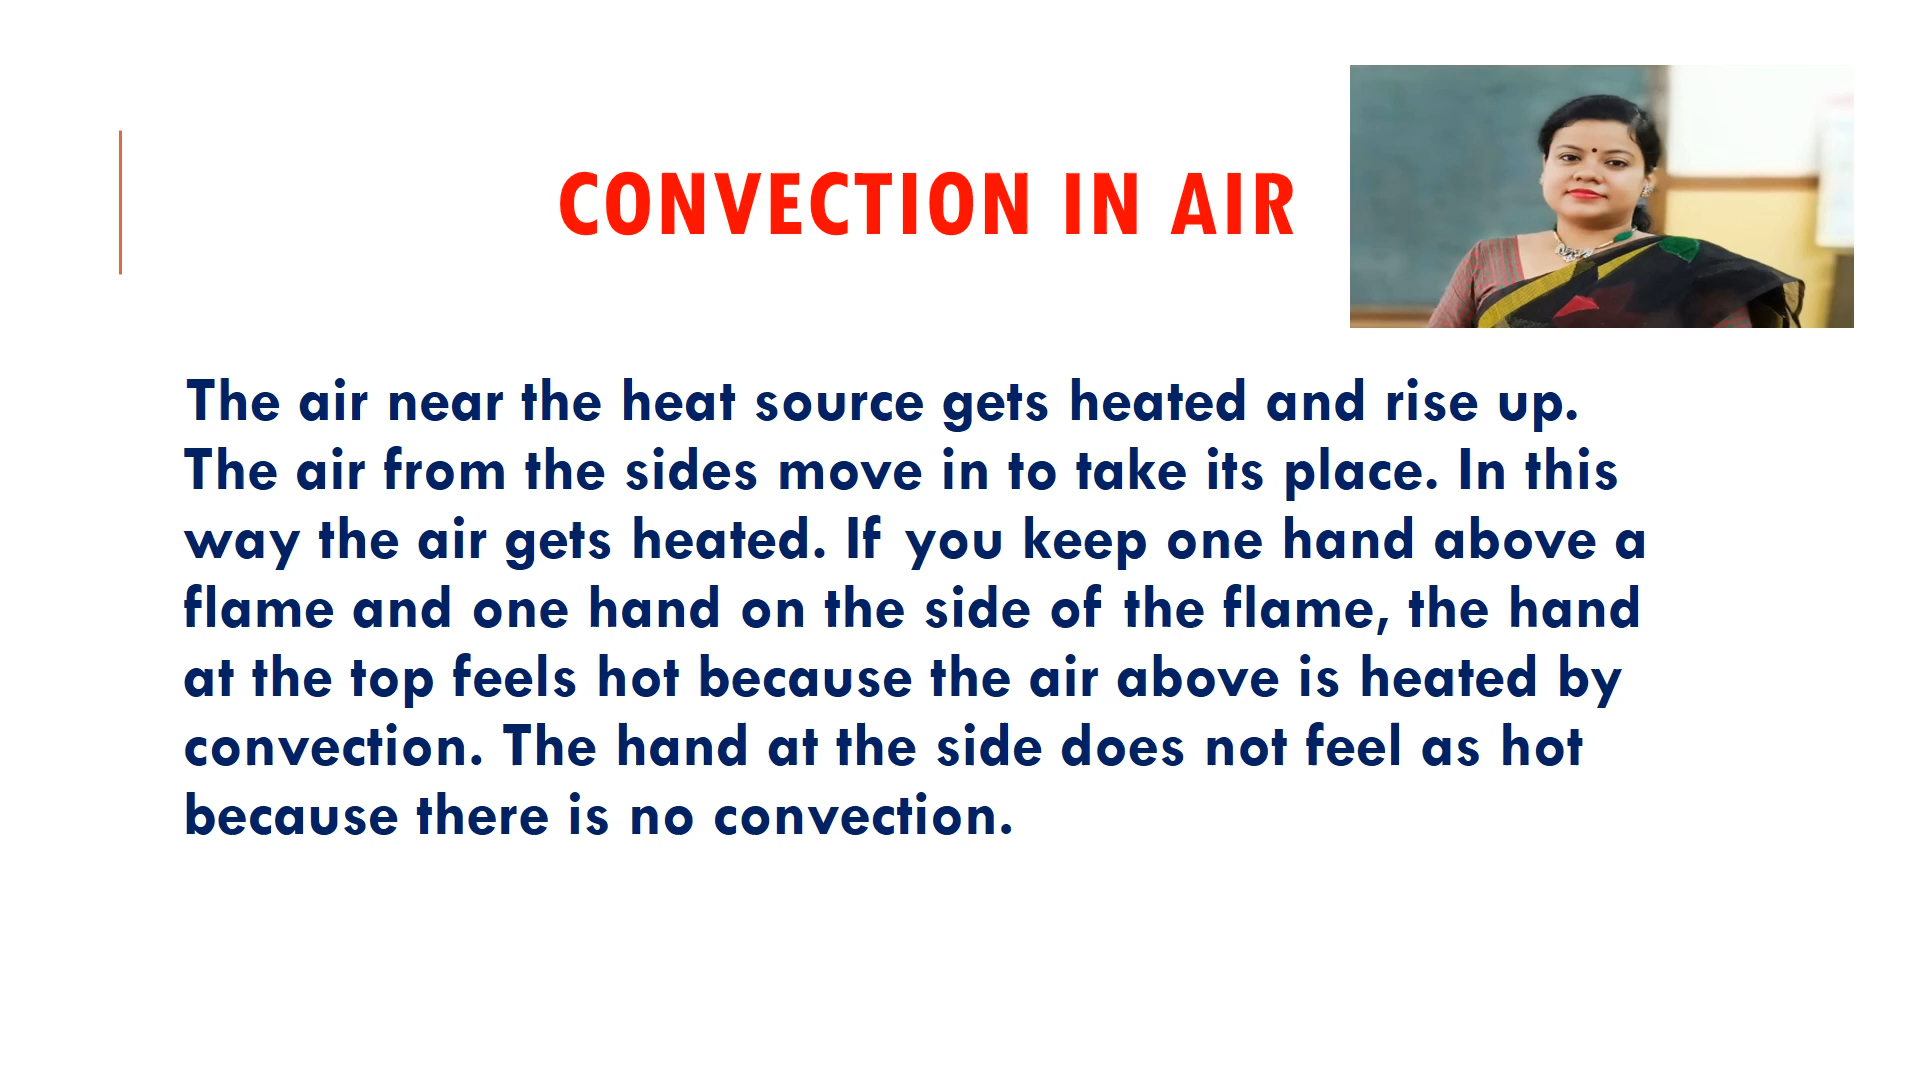 CONVECTION IN AIR
The air near the heat source gets heated and rise up.
The air from the sides move in to take its place. In this
way the air gets heated. If you keep one hand above a
flame and one hand on the side of the flame, the hand
at the top feels hot because the air above is heated by
convection. The hand at the side does not feel as hot
because there is no convection.